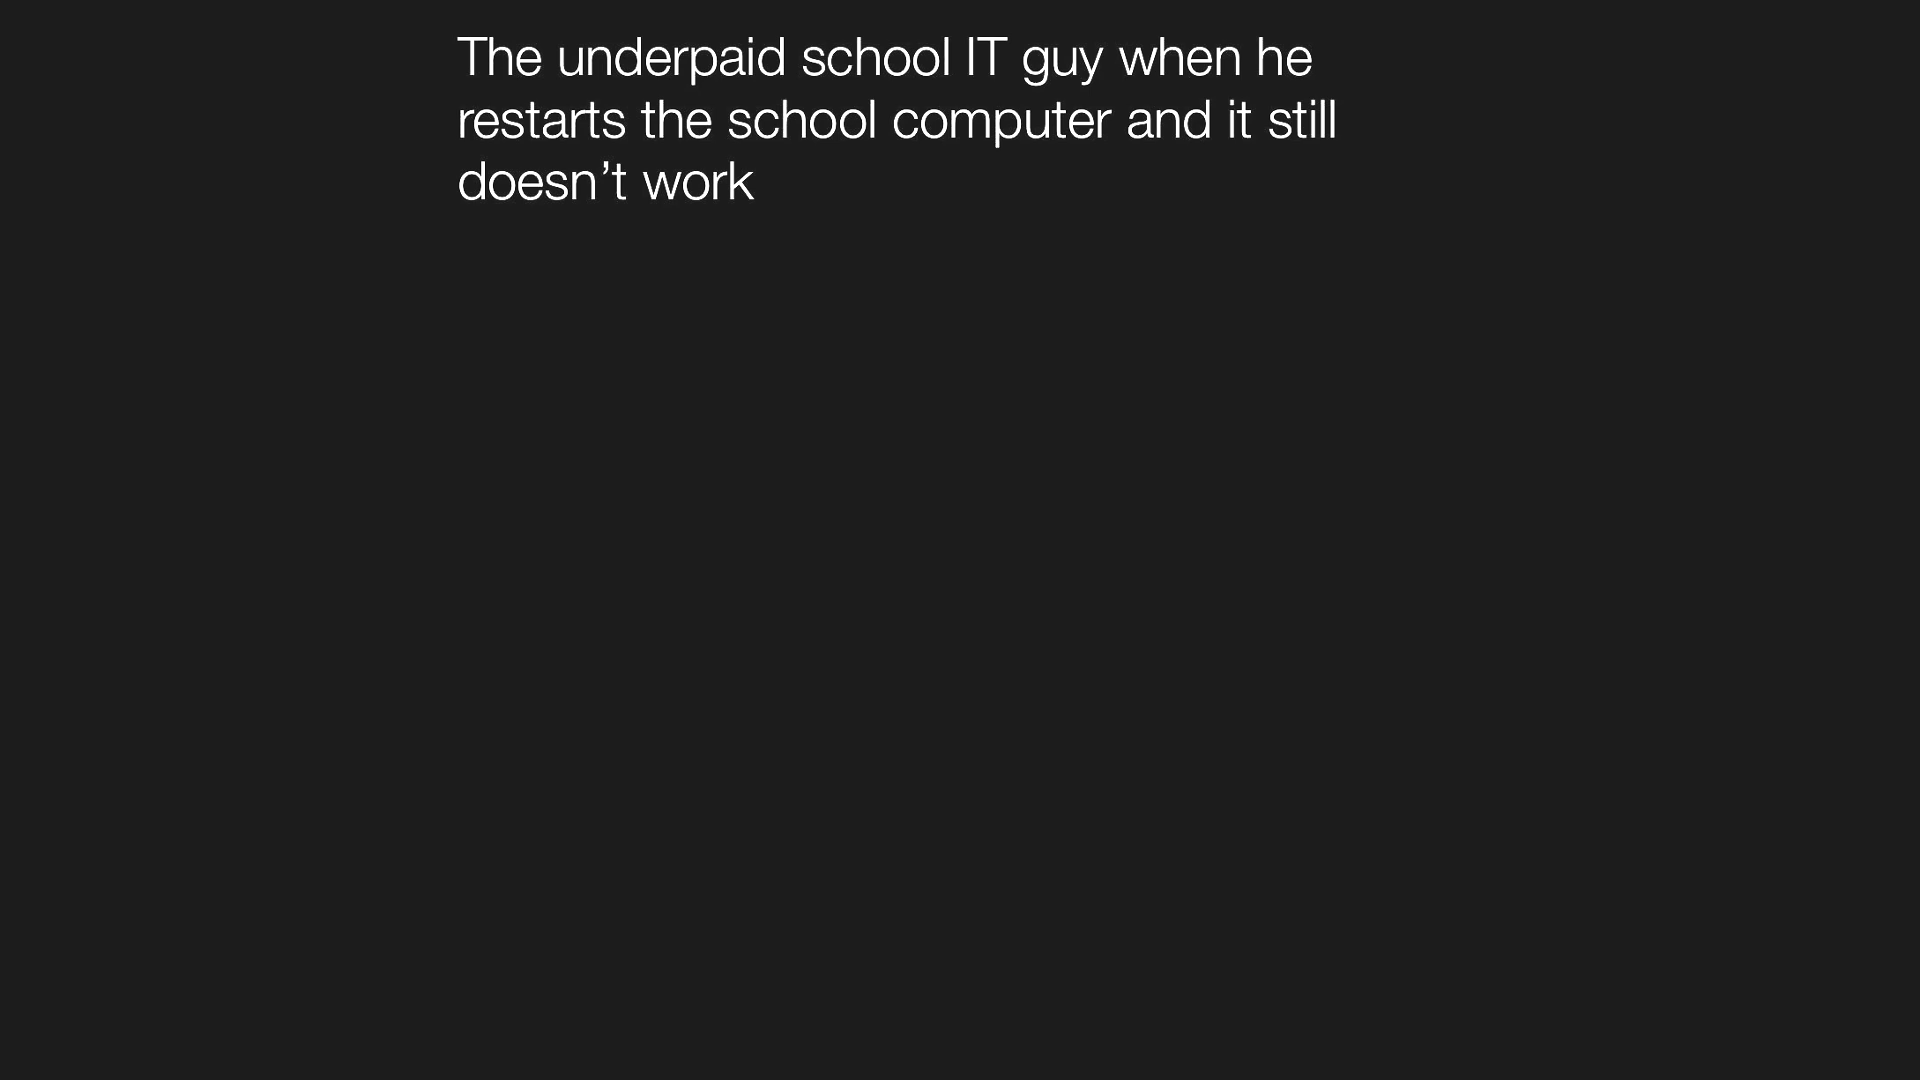 The underpaid school IT guy when he
restarts the school computer and it still
doesn’t work